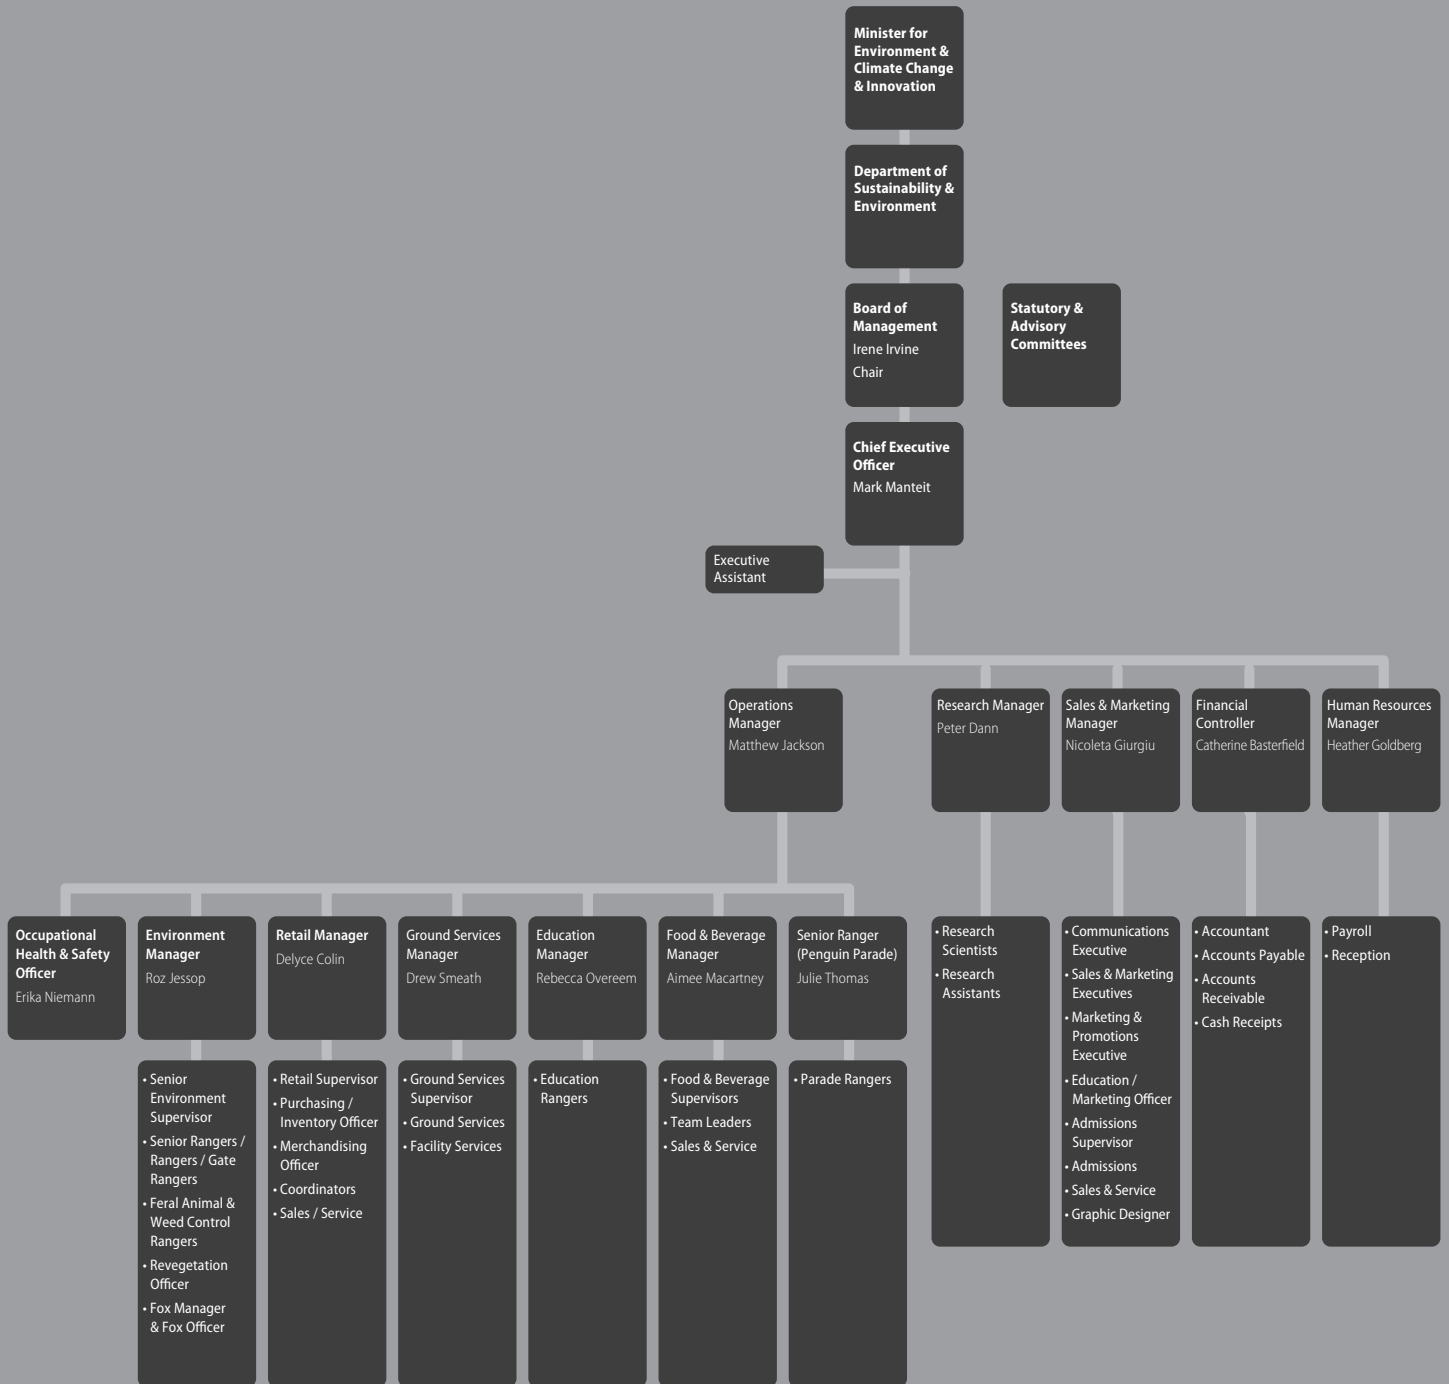 Minister for
Environment &
Climate Change
& Innovation
Department of
Sustainability &
Environment
Board of
Management
Irene Irvine
Chair
Statutory &
Advisory
Committees
Chief Executive
Officer
Mark Manteit
Executive
Assistant
Operations
Manager
Matthew Jackson
Research Manager
Peter Dann
Sales & Marketing
Manager
Nicoleta Giurgiu
Financial
Controller
Catherine Basterfield
Human Resources
Manager
Heather Goldberg
Occupational
Health & Safety
Officer
Erika Niemann
Environment
Manager
Roz Jessop
Retail Manager
Delyce Colin
Ground Services
Manager
Drew Smeath
Education
Manager
Rebecca Overeem
Food & Beverage
Manager
Aimee Macartney
Senior Ranger
(Penguin Parade)
Julie Thomas
• Research
Scientists
• Research
Assistants
• Communications
Executive
• Sales & Marketing
Executives
• Marketing &
Promotions
Executive
• Education /
Marketing Officer
• Admissions
Supervisor
• Admissions
• Sales & Service
• Graphic Designer
• Accountant
• Accounts Payable
• Accounts
Receivable
• Cash Receipts
• Payroll
• Reception
• Senior
Environment
Supervisor
• Senior Rangers /
Rangers / Gate
Rangers
• Feral Animal &
Weed Control
Rangers
• Revegetation
Officer
• Fox Manager
& Fox Officer
• Retail Supervisor
• Purchasing /
Inventory Officer
• Merchandising
Officer
• Coordinators
• Sales / Service
• Ground Services
Supervisor
• Ground Services
• Facility Services
• Education
Rangers
• Food & Beverage
Supervisors
• Team Leaders
• Sales & Service
• Parade Rangers